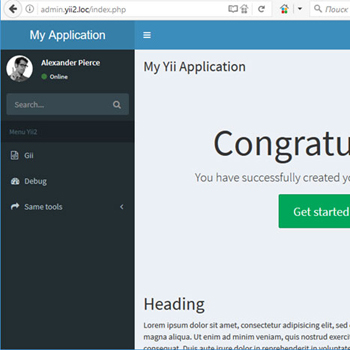 admin.yii2.loc/index.php
Поиск
My Application
Alexander Pierce
Online
My Yii Application
Search...
Menu Yii2
Gii
Debug
Same tools
Congratu
You have successfully created yo
Get started
Heading
Lorem ipsum dolor sit amet, consectetur adipisicing elit, sed
magna aliqua. Ut enim ad minim veniam, quis nostrud exerci
consequat. Duis aute irure dolor in reprehenderit in voluptate